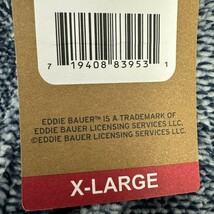 7 19408 83953 1
EDDIE BAUER™ IS A TRADEMARK OF
EDDIE BAUER LICENSING SERVICES LLC.
©EDDIE BAUER LICENSING SERVICES LLC.
X-LARGE